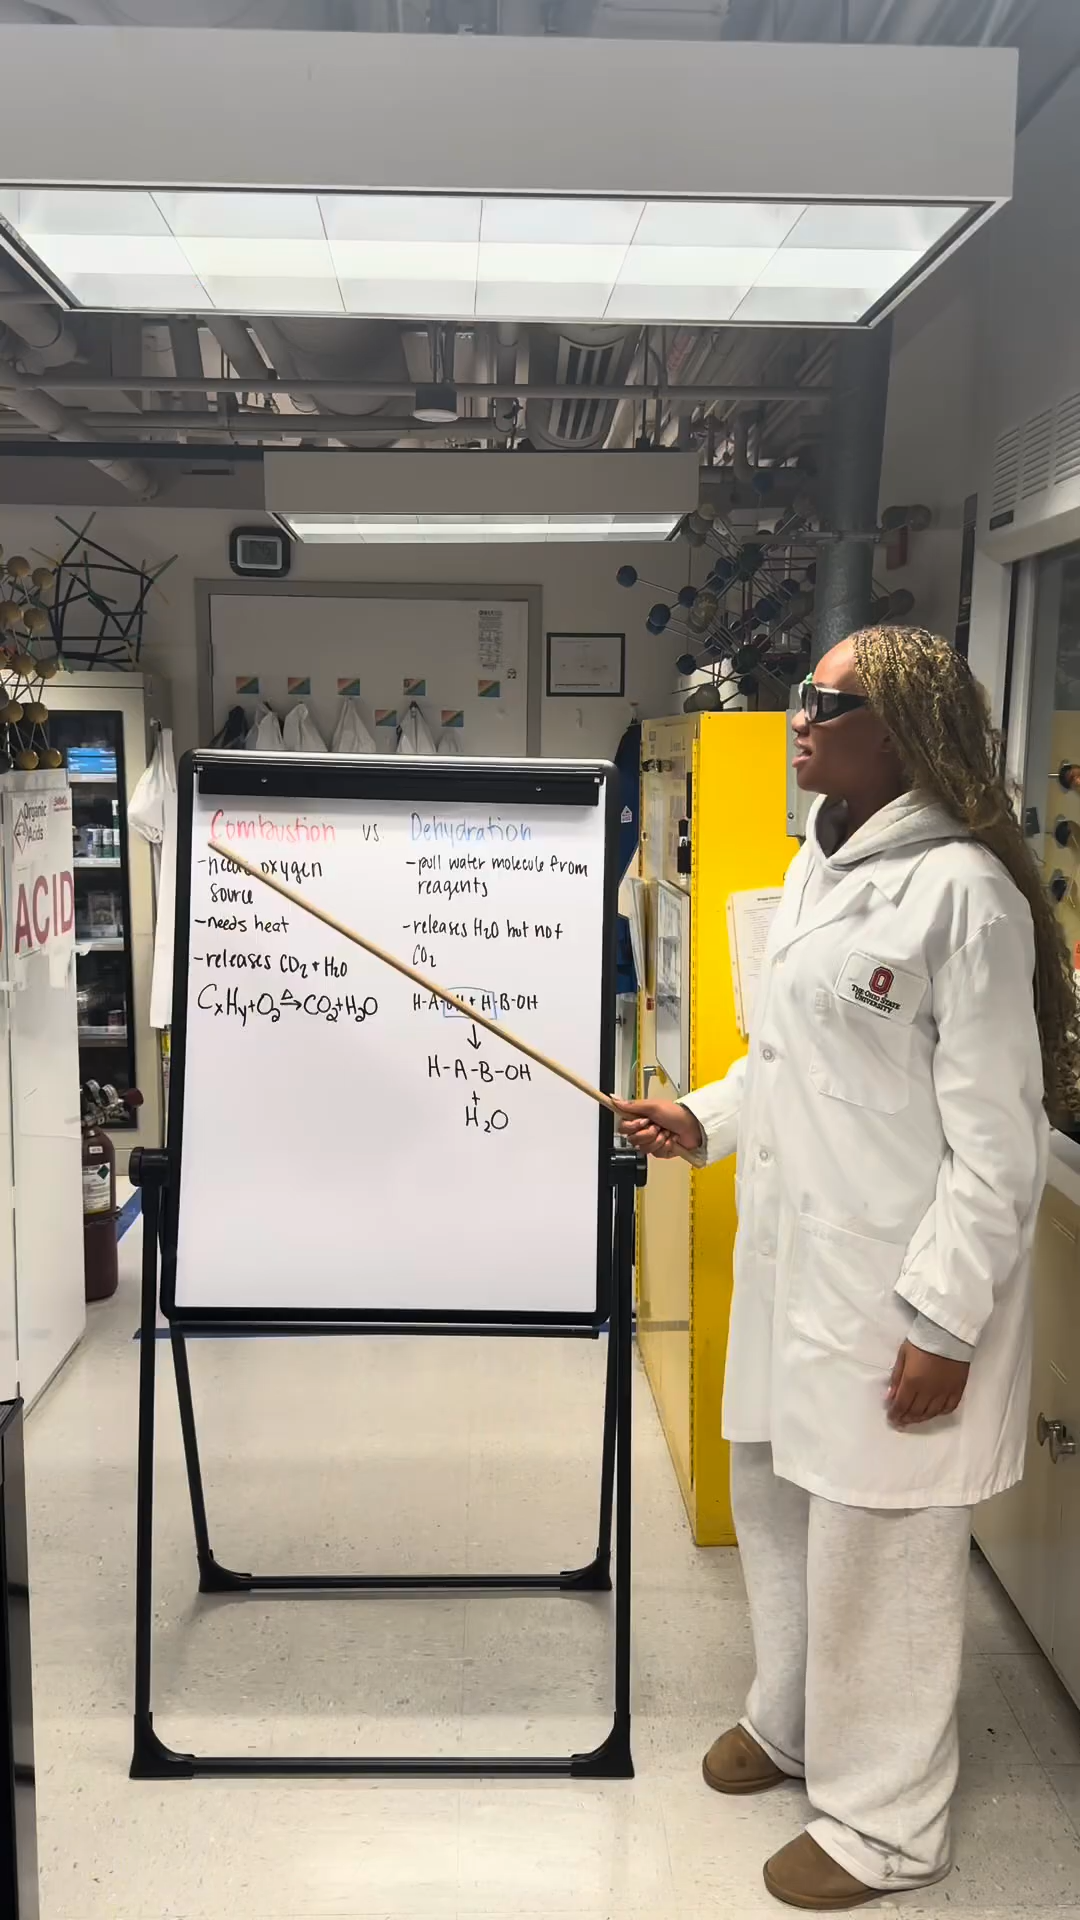 Combustion vs. Dehydration
- oxygen
source
-needs heat
-releases CO₂ + H₂O
CₓHy+O₂ ⇒ CO₂+H₂O
-pull water molecule from
reagents
-releases H₂O but not
CO₂
H-A-OH + H-B-OH
↓
H-A-B-OH
+
H₂O
Organic
Acids
ACID
THE OHIO STATE
UNIVERSITY